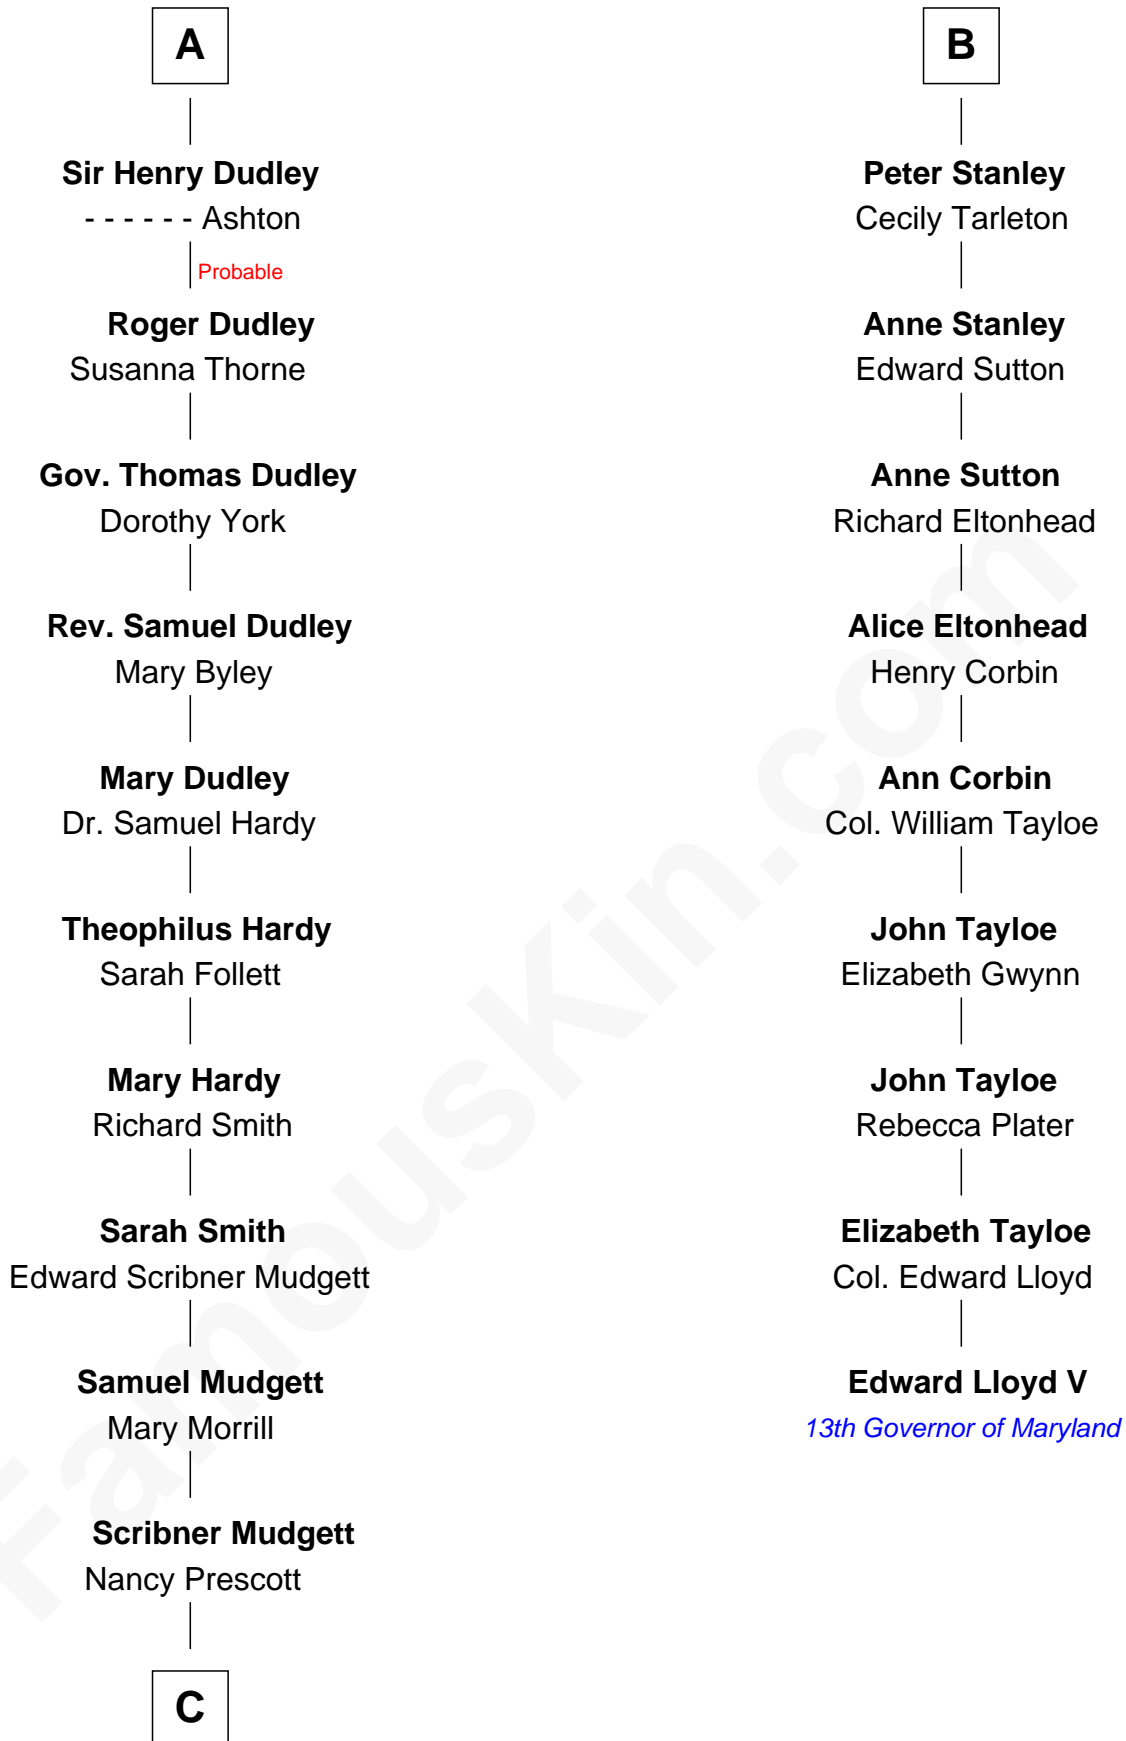 A
Sir Henry Dudley
- - - - - - Ashton
Probable
Roger Dudley
Susanna Thorne
Gov. Thomas Dudley
Dorothy York
Rev. Samuel Dudley
Mary Byley
Mary Dudley
Dr. Samuel Hardy
Theophilus Hardy
Sarah Follett
Mary Hardy
Richard Smith
Sarah Smith
Edward Scribner Mudgett
Samuel Mudgett
Mary Morrill
Scribner Mudgett
Nancy Prescott
C
B
Peter Stanley
Cecily Tarleton
Anne Stanley
Edward Sutton
Anne Sutton
Richard Eltonhead
Alice Eltonhead
Henry Corbin
Ann Corbin
Col. William Tayloe
John Tayloe
Elizabeth Gwynn
John Tayloe
Rebecca Plater
Elizabeth Tayloe
Col. Edward Lloyd
Edward Lloyd V
13th Governor of Maryland
FamousKin.com